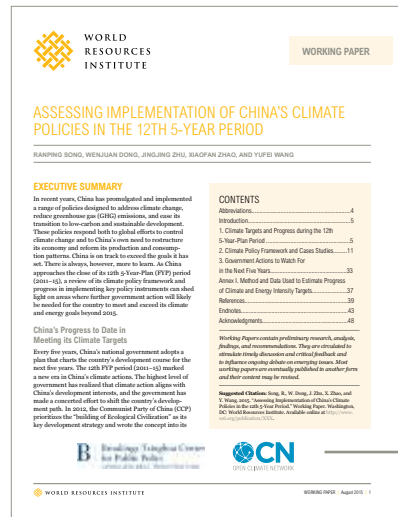 WORLD
RESOURCES
INSTITUTE
WORKING PAPER
ASSESSING IMPLEMENTATION OF CHINA'S CLIMATE
POLICIES IN THE 12TH 5-YEAR PERIOD
RANPING SONG, WENJUAN DONG, JINGJING ZHU, XIAOFAN ZHAO, AND YUFEI WANG
EXECUTIVE SUMMARY
In recent years, China has promulgated and implemented
a range of policies designed to address climate change,
reduce greenhouse gas (GHG) emissions, and ease its
transition to low-carbon and sustainable development.
These policies respond both to global efforts to control
climate change and to China's own need to restructure
its economy and reform its production and consump-
tion patterns. China is on track to exceed the goals it has
set. There is always, however, more to learn. As China
approaches the close of its 12th 5-Year-Plan (FYP) period
(2011–15), a review of its climate policy framework and
progress in implementing key policy instruments can shed
light on areas where further government action will likely
be needed for the country to meet and exceed its climate
and energy goals beyond 2015.
China's Progress to Date in
Meeting its Climate Targets
Every five years, China's national government adopts a
plan that charts the country's development course for the
next five years. The 12th FYP period (2011–15) marked
a new era in China's climate actions. The highest level of
government has realized that climate action aligns with
China's development interests, and the government has
made a concerted effort to shift the country's develop-
ment path. In 2012, the Communist Party of China (CCP)
prioritizes the "building of Ecological Civilization" as its
key development strategy and wrote the concept into its
CONTENTS
Abbreviations...4
Introduction...5
1. Climate Targets and Progress during the 12th
5-Year-Plan Period...5
2. Climate Policy Framework and Cases Studies...11
3. Government Actions to Watch For
in the Next Five Years...33
Annex I. Method and Data Used to Estimate Progress
of Climate and Energy Intensity Targets...37
References...39
Endnotes...43
Acknowledgments...48
Working Papers contain preliminary research, analysis,
findings, and recommendations. They are circulated to
stimulate timely discussion and critical feedback and
to influence ongoing debate on emerging issues. Most
working papers are eventually published in another form
and their content may be revised.
Suggested Citation: Song, R., W. Dong, J. Zhu, X. Zhao, and
Y. Wang. 2015. "Assessing Implementation of China's Climate
Policies in the 12th 5-Year Period." Working Paper. Washington,
DC: World Resources Institute. Available online at http://www.
wri.org/publication/XXX.
B
Brookings-Tsinghua Center
for Public Policy
OCN
OPEN CLIMATE NETWORK
WORLD RESOURCES INSTITUTE
WORKING PAPER | August 2015 | 1